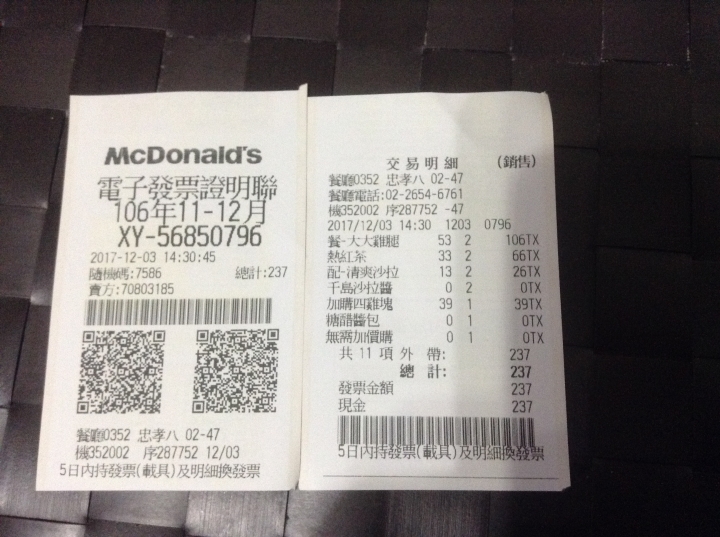 McDonald's
電子發票證明聯
106年11-12月
XY-56850796
2017-12-03 14:30:45
隨機碼:7586 總計:237
賣方:70803185
餐廳0352 忠孝八 02-47
機352002 序287752 12/03
5日內持發票(載具)及明細換發票
交易明細 (銷售)
餐廳0352 忠孝八 02-47
餐廳電話:02-2654-6761
機352002 序287752 -47
2017/12/03 14:30 1203 0796
餐-大大雞腿 53 2 106TX
熱紅茶 33 2 66TX
配-清爽沙拉 13 2 26TX
千島沙拉醬 0 2 0TX
加購四雞塊 39 1 39TX
糖醋醬包 0 1 0TX
無需加價購 0 1 0TX
共 11 項 外 帶: 237
總 計: 237
發票金額 237
現金 237
5日內持發票(載具)及明細換發票